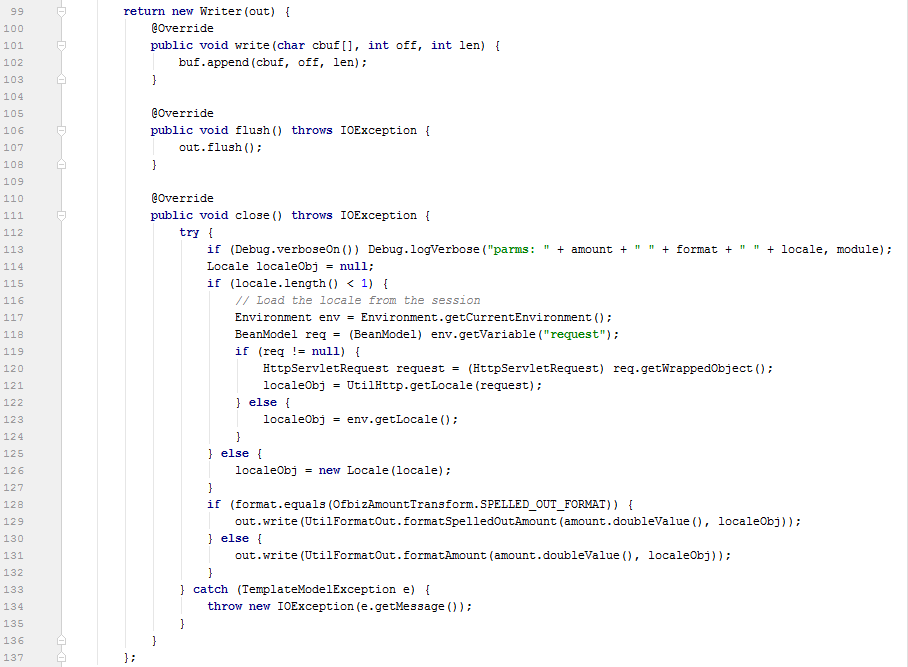 99 return new Writer(out) {
100 @Override
101 public void write(char cbuf[], int off, int len) {
102 buf.append(cbuf, off, len);
103 }
104
105 @Override
106 public void flush() throws IOException {
107 out.flush();
108 }
109
110 @Override
111 public void close() throws IOException {
112 try {
113 if (Debug.verboseOn()) Debug.logVerbose("parms: " + amount + " " + format + " " + locale, module);
114 Locale localeObj = null;
115 if (locale.length() < 1) {
116 // Load the locale from the session
117 Environment env = Environment.getCurrentEnvironment();
118 BeanModel req = (BeanModel) env.getVariable("request");
119 if (req != null) {
120 HttpServletRequest request = (HttpServletRequest) req.getWrappedObject();
121 localeObj = UtilHttp.getLocale(request);
122 } else {
123 localeObj = env.getLocale();
124 }
125 } else {
126 localeObj = new Locale(locale);
127 }
128 if (format.equals(OfbizAmountTransform.SPELLED_OUT_FORMAT)) {
129 out.write(UtilFormatOut.formatSpelledOutAmount(amount.doubleValue(), localeObj));
130 } else {
131 out.write(UtilFormatOut.formatAmount(amount.doubleValue(), localeObj));
132 }
133 } catch (TemplateModelException e) {
134 throw new IOException(e.getMessage());
135 }
136 }
137 };